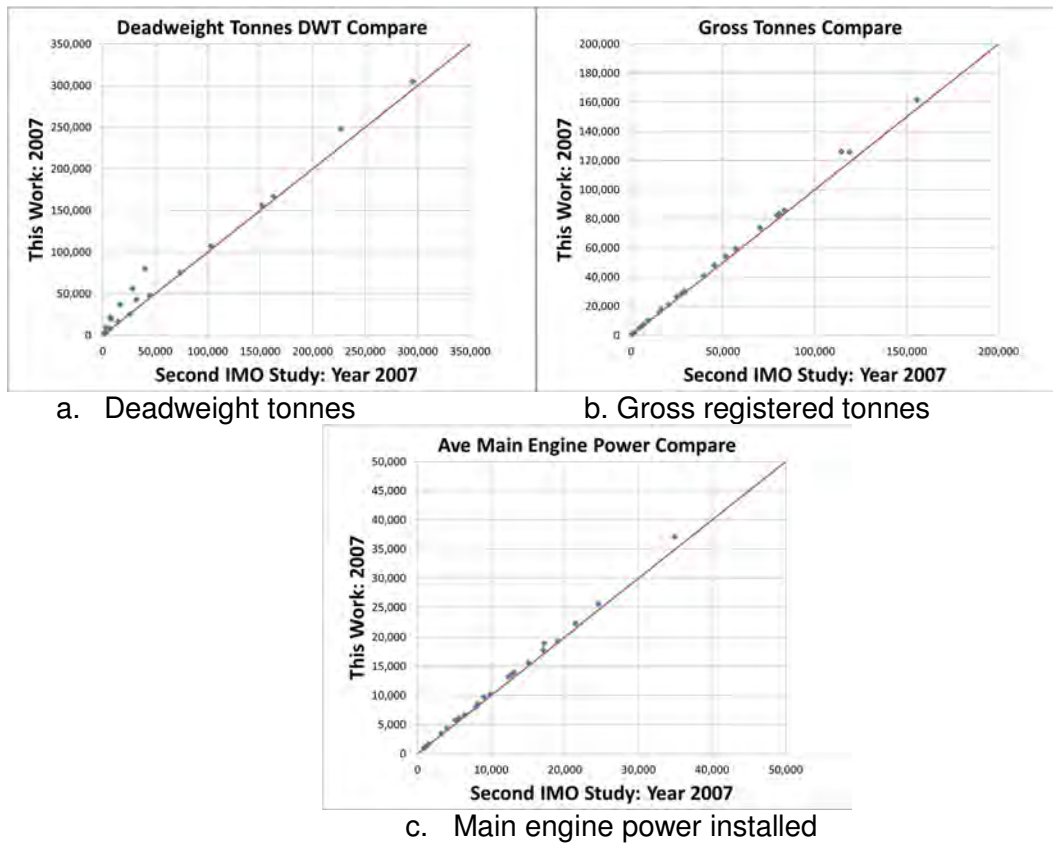 Deadweight Tonnes DWT Compare
350,000
300,000
250,000
200,000
150,000
100,000
50,000
0
This Work: 2007
0 50,000 100,000 150,000 200,000 250,000 300,000 350,000
Second IMO Study: Year 2007
a. Deadweight tonnes
Gross Tonnes Compare
200,000
180,000
160,000
140,000
120,000
100,000
80,000
60,000
40,000
20,000
0
This Work: 2007
0 50,000 100,000 150,000 200,000
Second IMO Study: Year 2007
b. Gross registered tonnes
Ave Main Engine Power Compare
50,000
45,000
40,000
35,000
30,000
25,000
20,000
15,000
10,000
5,000
0
This Work: 2007
0 10,000 20,000 30,000 40,000 50,000
Second IMO Study: Year 2007
c. Main engine power installed